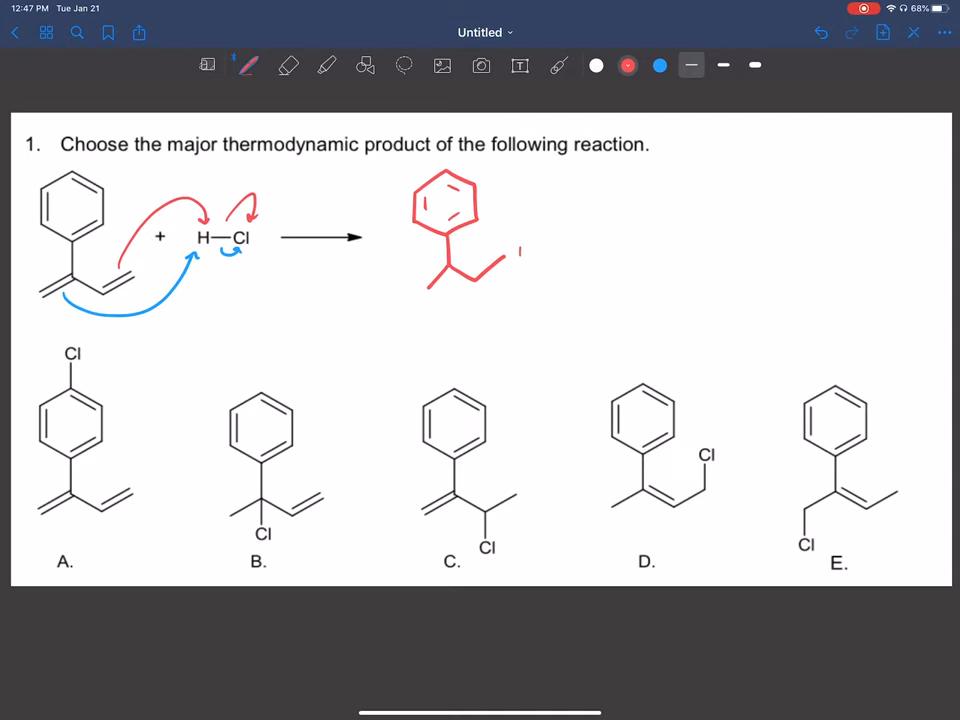 12:47 PM Tue Jan 21
68%
Untitled
T
1. Choose the major thermodynamic product of the following reaction.
+ H—Cl
Cl
Cl
Cl
Cl
Cl
A. B. C. D. E.